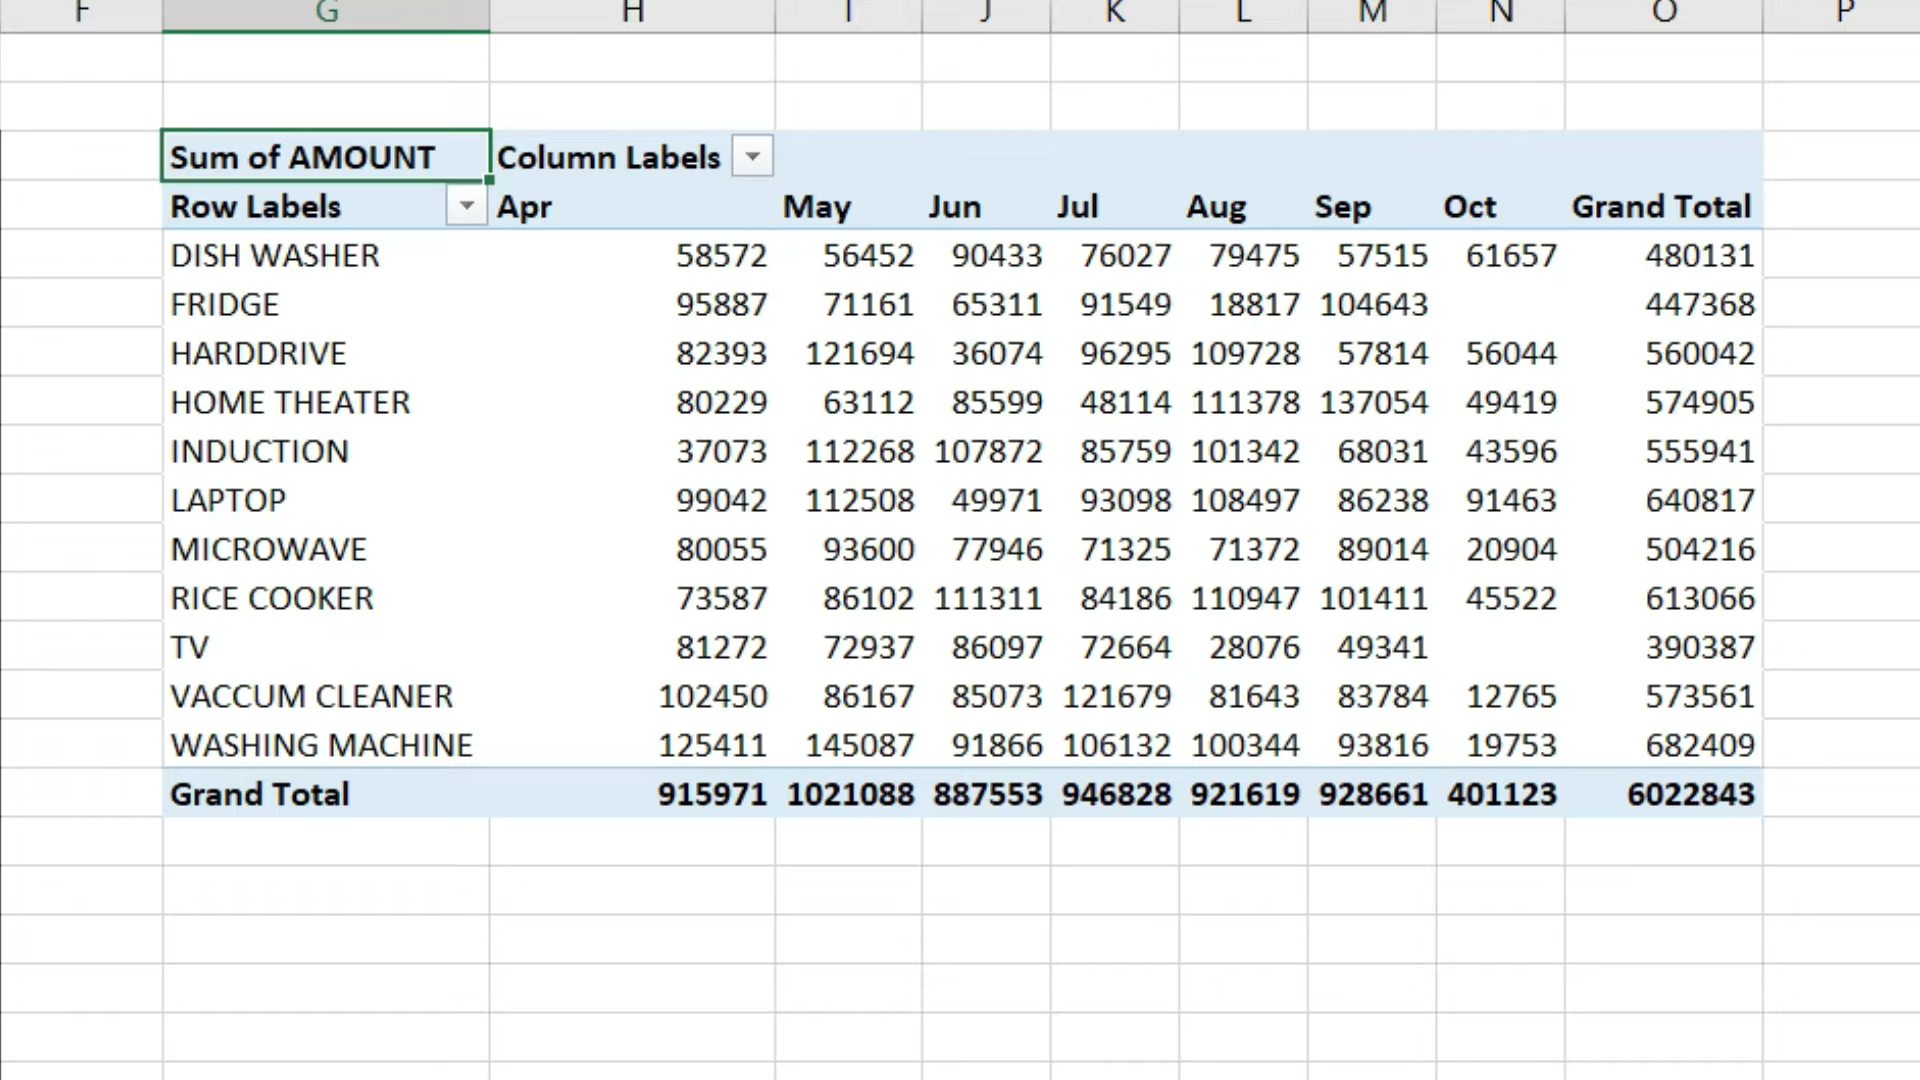 F G H I J K L M N O P
Sum of AMOUNT Column Labels
Row Labels Apr May Jun Jul Aug Sep Oct Grand Total
DISH WASHER 58572 56452 90433 76027 79475 57515 61657 480131
FRIDGE 95887 71161 65311 91549 18817 104643 447368
HARDDRIVE 82393 121694 36074 96295 109728 57814 56044 560042
HOME THEATER 80229 63112 85599 48114 111378 137054 49419 574905
INDUCTION 37073 112268 107872 85759 101342 68031 43596 555941
LAPTOP 99042 112508 49971 93098 108497 86238 91463 640817
MICROWAVE 80055 93600 77946 71325 71372 89014 20904 504216
RICE COOKER 73587 86102 111311 84186 110947 101411 45522 613066
TV 81272 72937 86097 72664 28076 49341 390387
VACCUM CLEANER 102450 86167 85073 121679 81643 83784 12765 573561
WASHING MACHINE 125411 145087 91866 106132 100344 93816 19753 682409
Grand Total 915971 1021088 887553 946828 921619 928661 401123 6022843